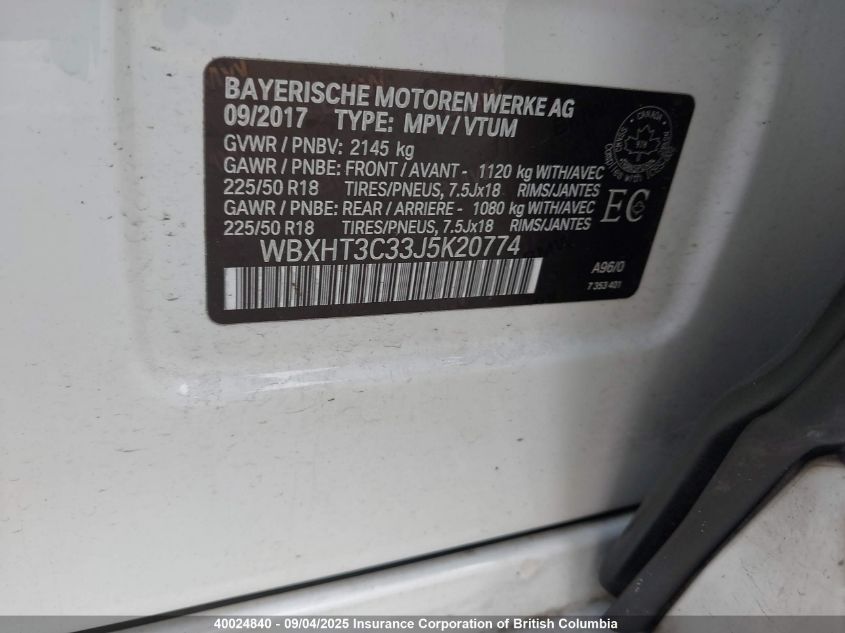 BAYERISCHE MOTOREN WERKE AG
09/2017 TYPE: MPV / VTUM
GVWR / PNBV: 2145 kg
GAWR / PNBE: FRONT / AVANT - 1120 kg WITH/AVEC
225/50 R18 TIRES/PNEUS, 7.5Jx18 RIMS/JANTES
GAWR / PNBE: REAR / ARRIERE - 1080 kg WITH/AVEC
225/50 R18 TIRES/PNEUS, 7.5Jx18 RIMS/JANTES
WBXHT3C33J5K20774
CANADA
EC
A96/0
7 353 401
40024840 - 09/04/2025 Insurance Corporation of British Columbia